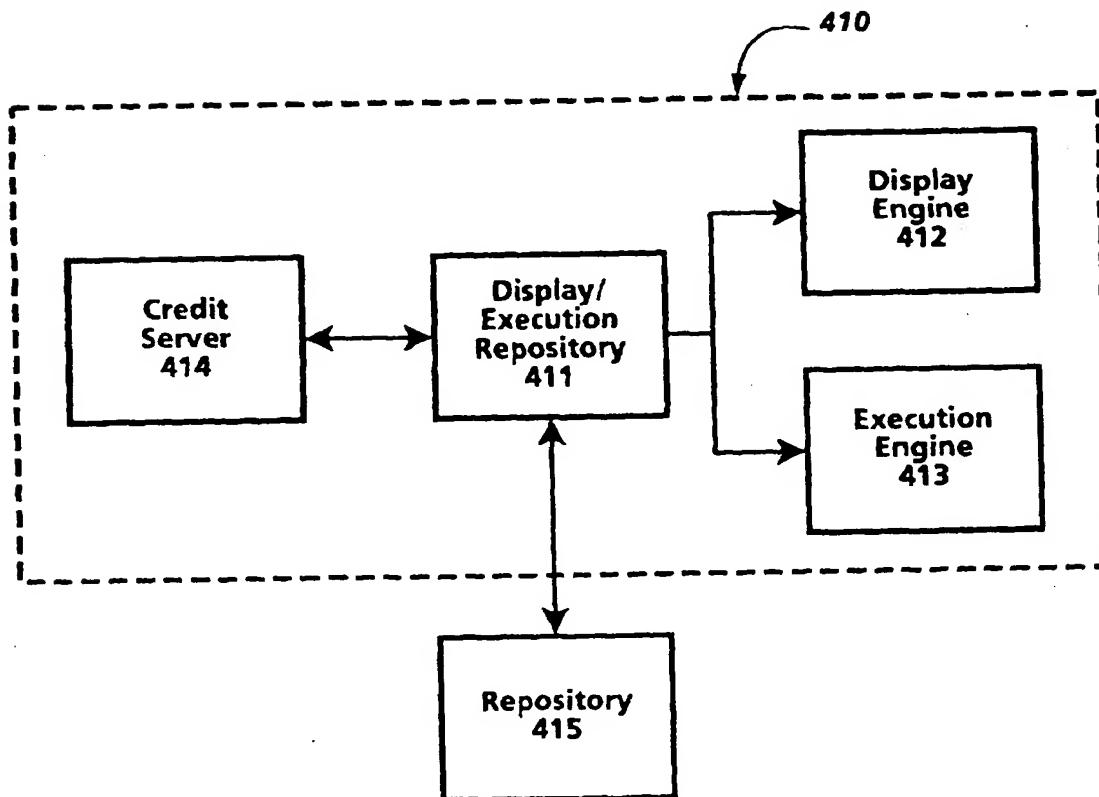 410
Display
Engine
412
Credit
Server
414
Display/
Execution
Repository
411
Execution
Engine
413
Repository
415